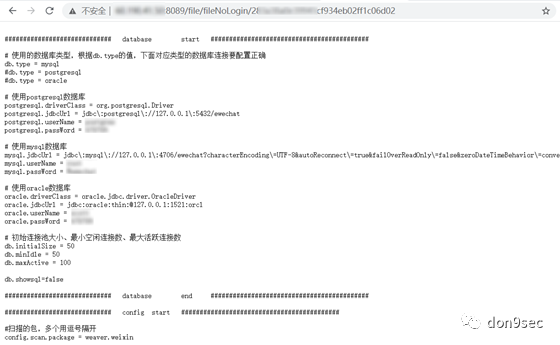 不安全
:8089/file/fileNoLogin/28 cf934eb02ff1c06d02
############################# database start ###########################################
# 使用的数据库类型，根据db.type的值，下面对应类型的数据库连接要配置正确
db.type = mysql
#db.type = postgresql
#db.type = oracle
# 使用postgresql数据库
postgresql.driverClass = org.postgresql.Driver
postgresql.jdbcUrl = jdbc\:postgresql\://127.0.0.1\:5432/ewechat
postgresql.userName =
postgresql.passWord =
# 使用mysql数据库
mysql.jdbcUrl = jdbc\:mysql\://127.0.0.1\:4706/ewechat?characterEncoding\=UTF-8&autoReconnect\=true&failOverReadOnly\=false&zeroDateTimeBehavior\=conve
mysql.userName =
mysql.passWord =
# 使用oracle数据库
oracle.driverClass = oracle.jdbc.driver.OracleDriver
oracle.jdbcUrl = jdbc:oracle:thin:@127.0.0.1:1521:orcl
oracle.userName =
oracle.passWord =
# 初始连接池大小、最小空闲连接数、最大活跃连接数
db.initialSize = 50
db.minIdle = 50
db.maxActive = 100
db.showsql=false
############################# database end ###########################################
############################# config start ###########################################
#扫描的包，多个用逗号隔开
config.scan.package = weaver.weixin
don9sec